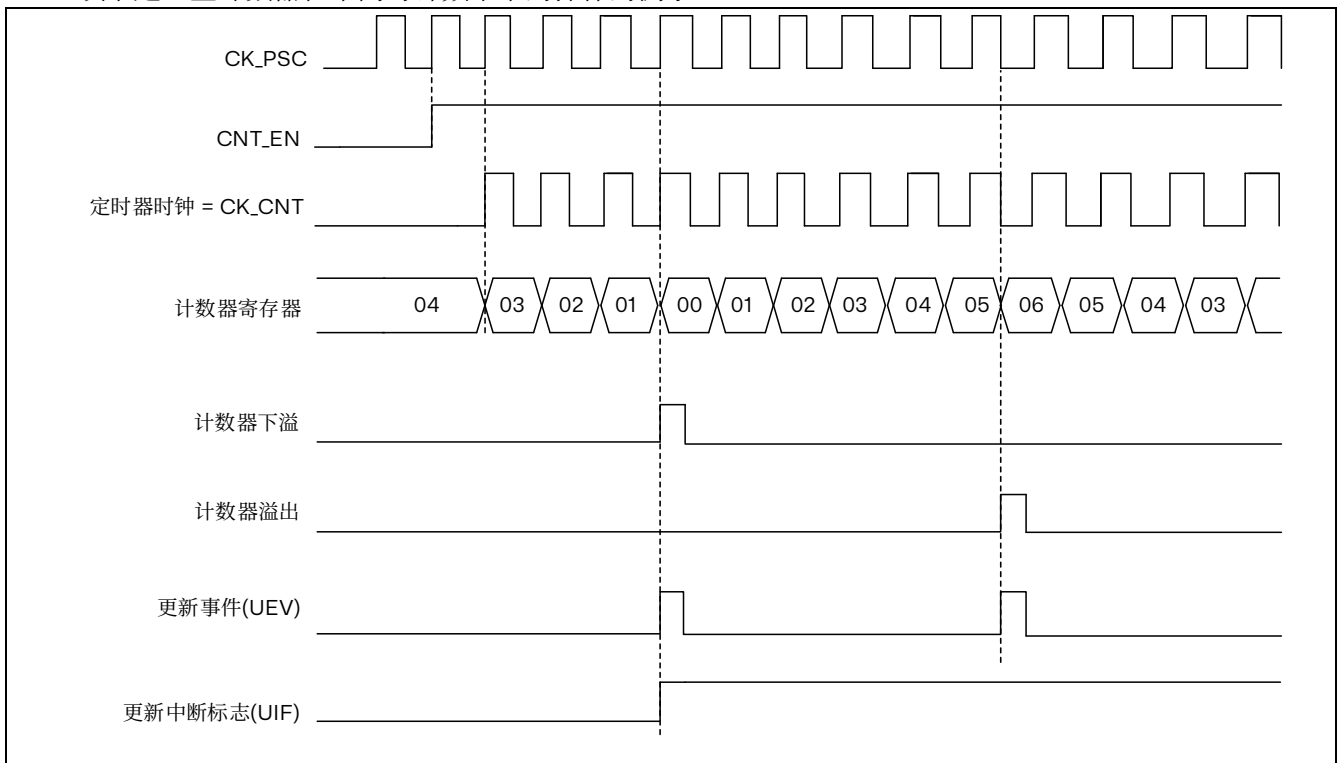 CK_PSC
CNT_EN
定时器时钟 = CK_CNT
计数器寄存器
04 03 02 01 00 01 02 03 04 05 06 05 04 03
计数器下溢
计数器溢出
更新事件(UEV)
更新中断标志(UIF)